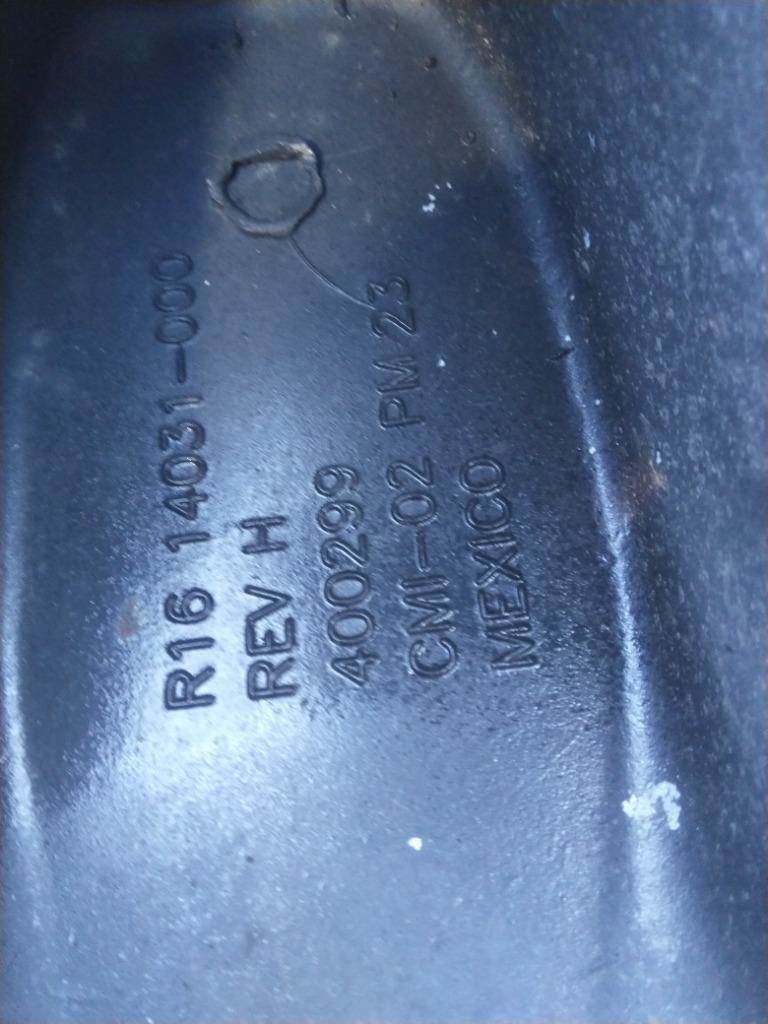 R16 14031-000
REV H
400299
CMI-02 PM 23
MEXICO